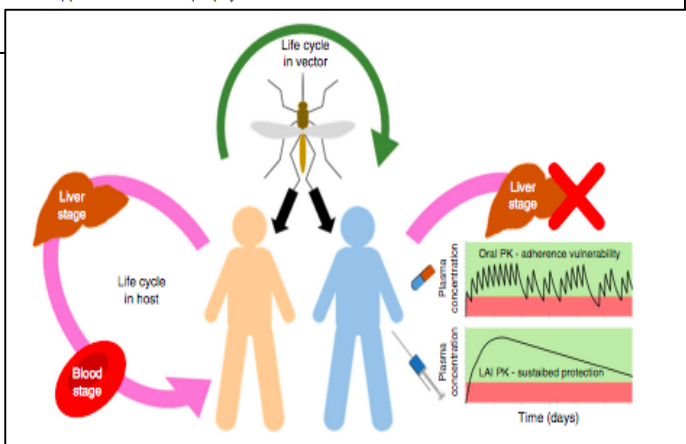 Life cycle
in vector
Liver
stage
Life cycle
in host
Blood
stage
Liver
stage
Plasma
concentration
Oral PK - adherence vulnerability
Plasma
concentration
LAI PK - sustaibed protection
Time (days)